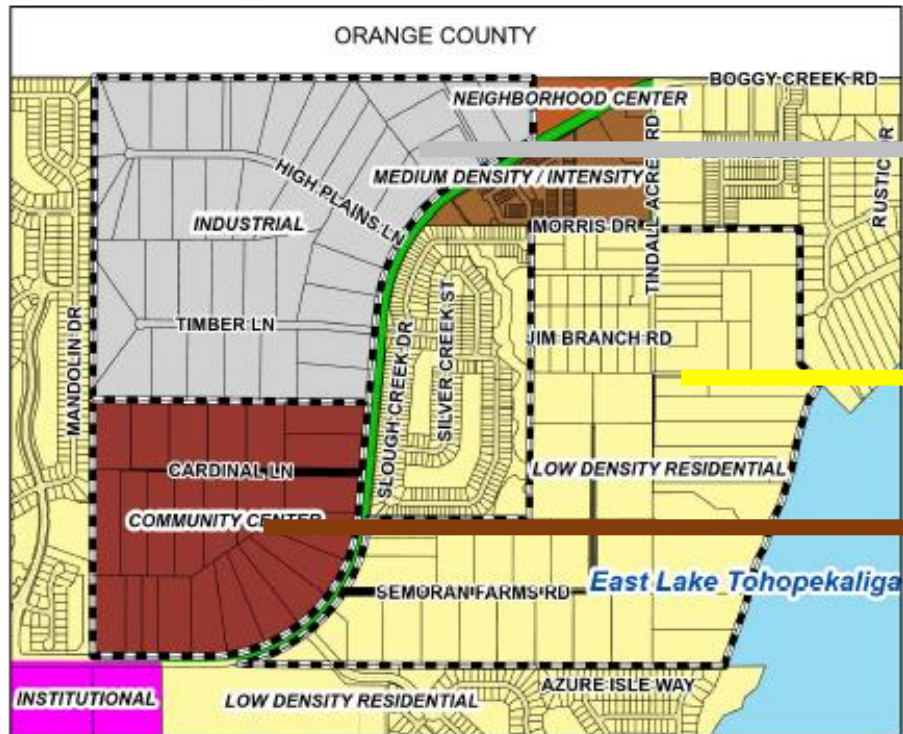 ORANGE COUNTY
BOGGY CREEK RD
NEIGHBORHOOD CENTER
MEDIUM DENSITY / INTENSITY
HIGH PLAINS LN
INDUSTRIAL
MORRIS DR
TINDALL ACRES RD
RUSTIC DR
TIMBER LN
JIM BRANCH RD
MANDOLIN DR
SLOUGH CREEK DR
SILVER CREEK ST
CARDINAL LN
LOW DENSITY RESIDENTIAL
COMMUNITY CENTER
SEMORAN FARMS RD
East Lake Tohopekaliga
INSTITUTIONAL
LOW DENSITY RESIDENTIAL
AZURE ISLE WAY